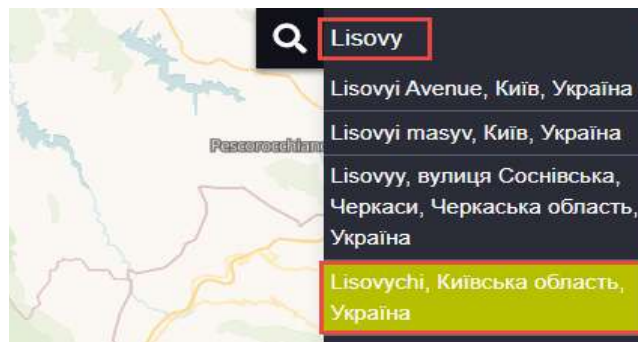 Lisovy
Lisovyi Avenue, Київ, Україна
Lisovyi masyv, Київ, Україна
Pescorocchian
Lisovyy, вулиця Соснівська,
Черкаси, Черкаська область,
Україна
Lisovychi, Київська область,
Україна